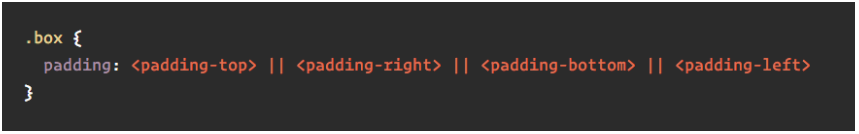 .box {
  padding: <padding-top> || <padding-right> || <padding-bottom> || <padding-left>
}